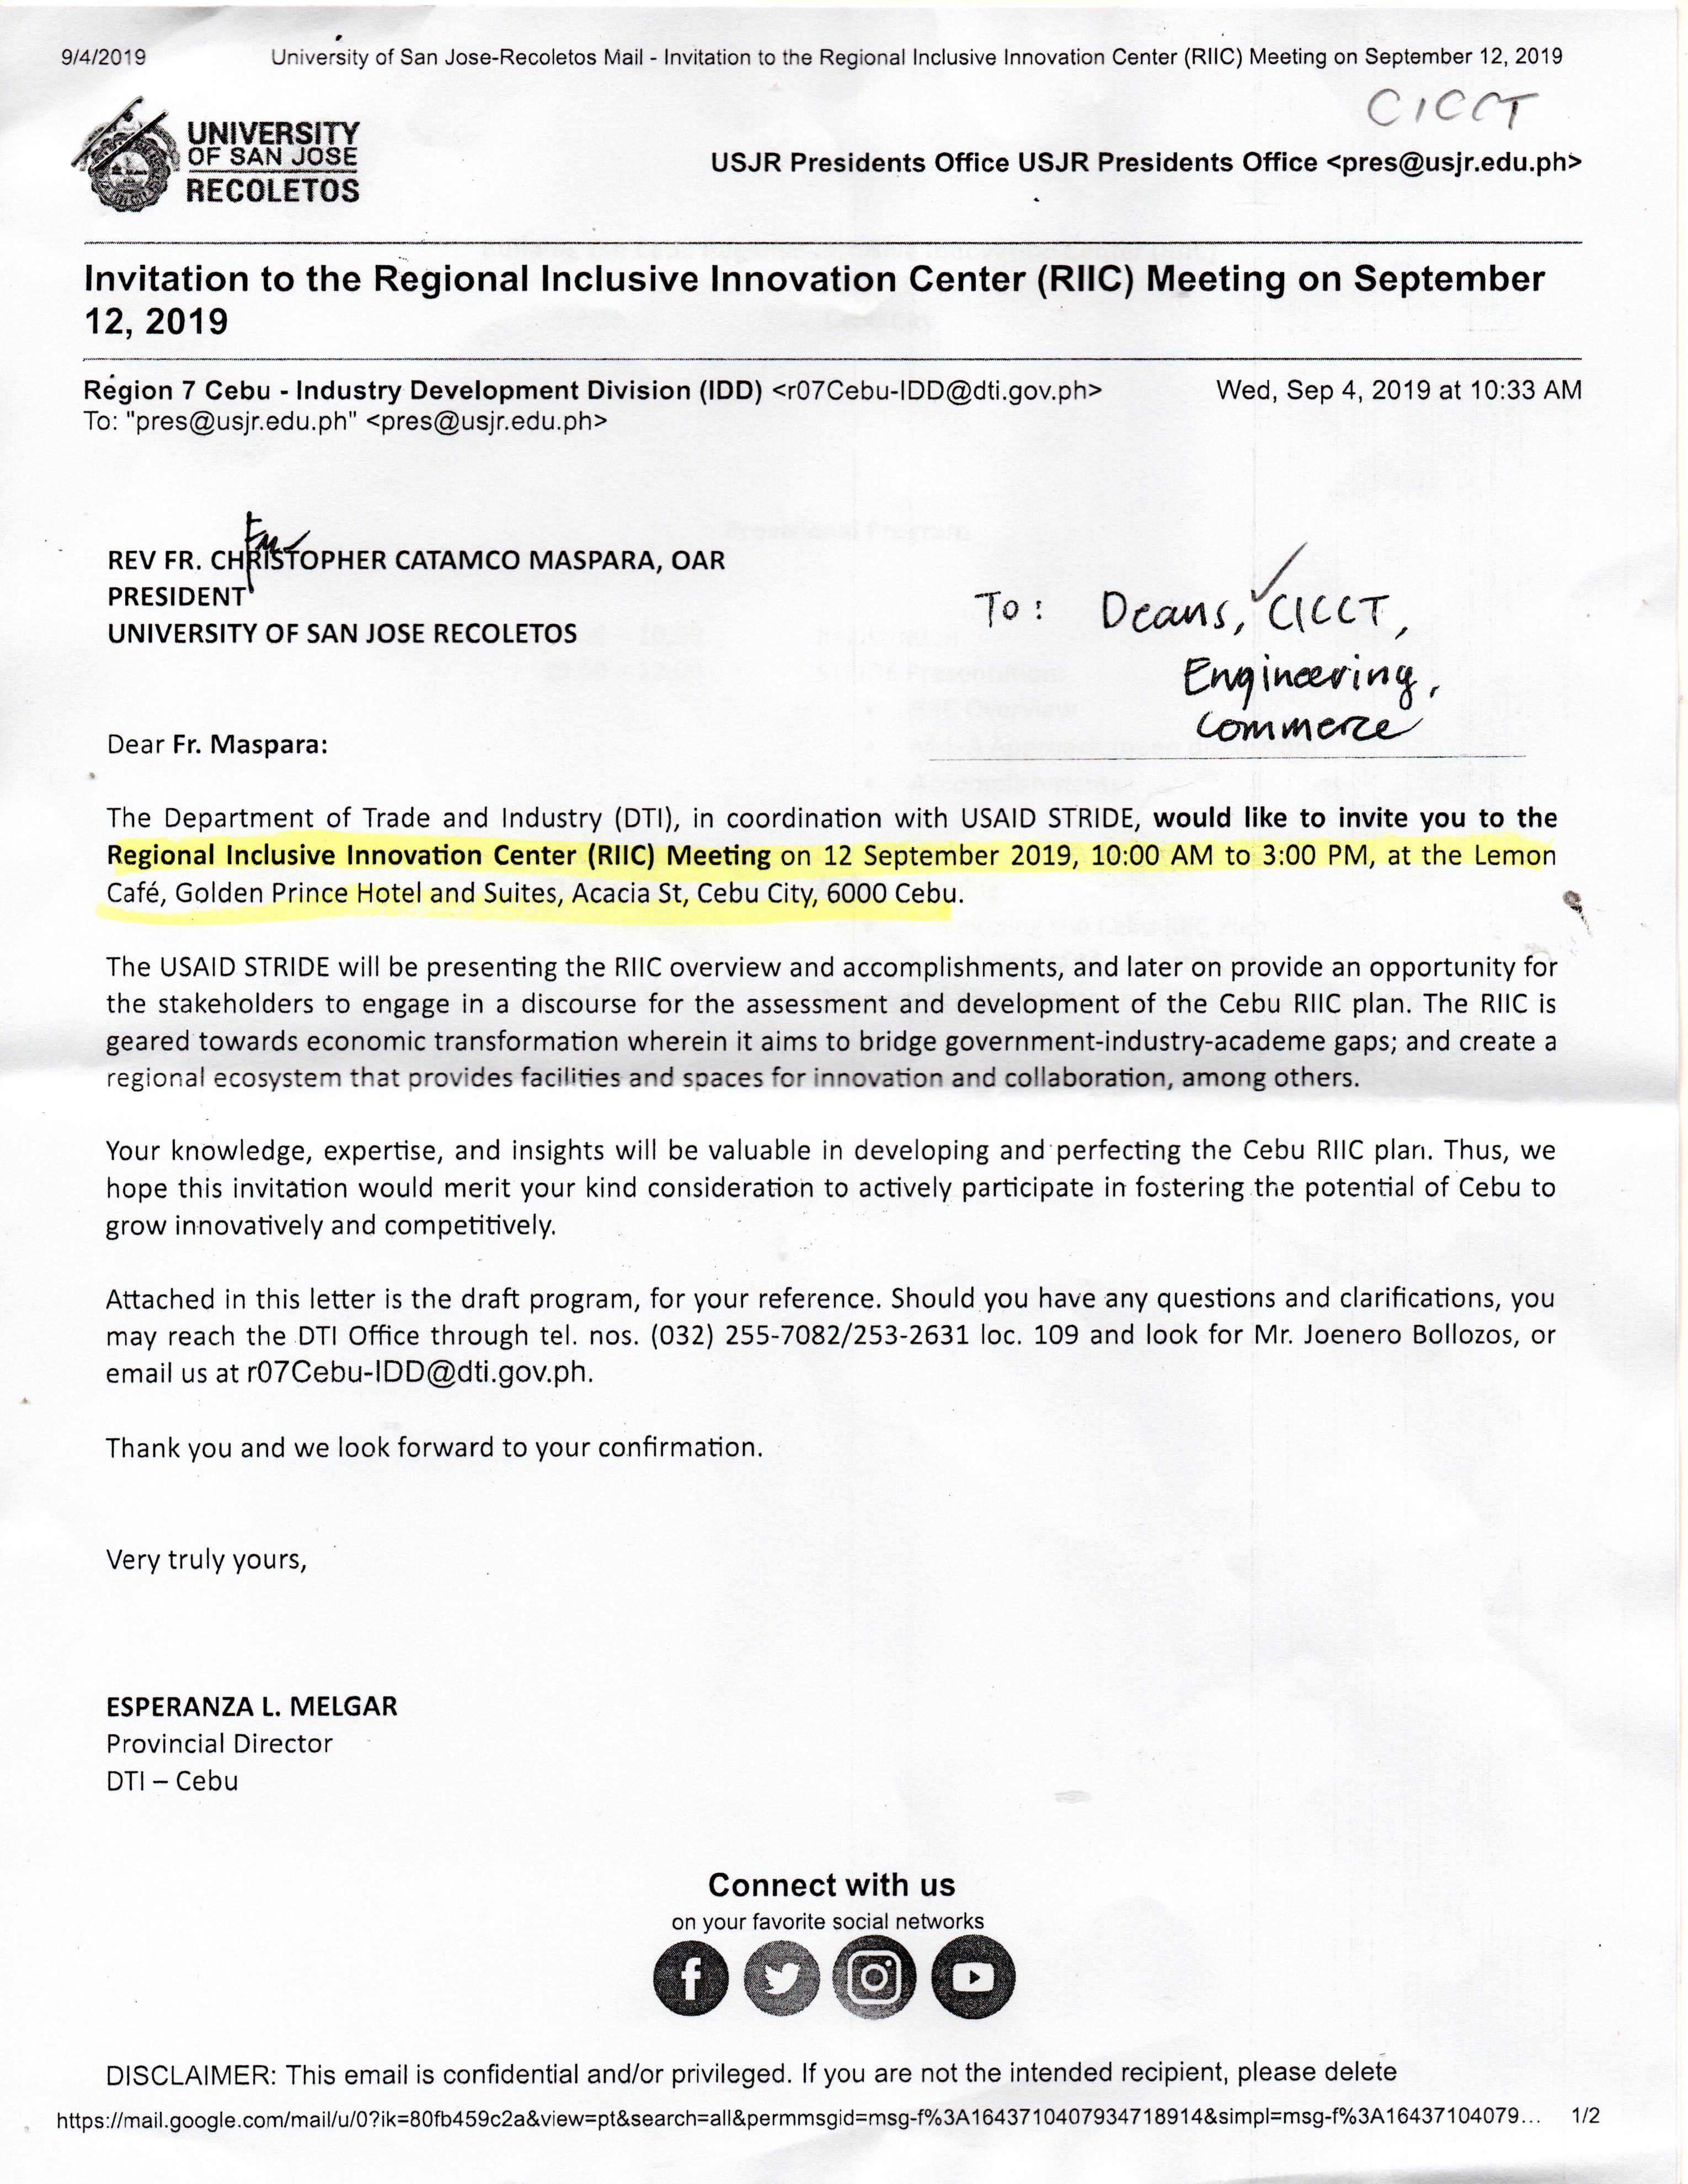 9/4/2019 University of San Jose-Recoletos Mail - Invitation to the Regional Inclusive Innovation Center (RIIC) Meeting on September 12, 2019
CICCT
UNIVERSITY
OF SAN JOSE
RECOLETOS
USJR Presidents Office USJR Presidents Office <pres@usjr.edu.ph>
Invitation to the Regional Inclusive Innovation Center (RIIC) Meeting on September
12, 2019
Region 7 Cebu - Industry Development Division (IDD) <r07Cebu-IDD@dti.gov.ph> Wed, Sep 4, 2019 at 10:33 AM
To: "pres@usjr.edu.ph" <pres@usjr.edu.ph>
REV FR. CHRISTOPHER CATAMCO MASPARA, OAR
PRESIDENT
UNIVERSITY OF SAN JOSE RECOLETOS
To: Deans, CICCT,
Engineering,
Commerce
Dear Fr. Maspara:
The Department of Trade and Industry (DTI), in coordination with USAID STRIDE, would like to invite you to the
Regional Inclusive Innovation Center (RIIC) Meeting on 12 September 2019, 10:00 AM to 3:00 PM, at the Lemon
Café, Golden Prince Hotel and Suites, Acacia St, Cebu City, 6000 Cebu.
The USAID STRIDE will be presenting the RIIC overview and accomplishments, and later on provide an opportunity for
the stakeholders to engage in a discourse for the assessment and development of the Cebu RIIC plan. The RIIC is
geared towards economic transformation wherein it aims to bridge government-industry-academe gaps; and create a
regional ecosystem that provides facilities and spaces for innovation and collaboration, among others.
Your knowledge, expertise, and insights will be valuable in developing and perfecting the Cebu RIIC plan. Thus, we
hope this invitation would merit your kind consideration to actively participate in fostering the potential of Cebu to
grow innovatively and competitively.
Attached in this letter is the draft program, for your reference. Should you have any questions and clarifications, you
may reach the DTI Office through tel. nos. (032) 255-7082/253-2631 loc. 109 and look for Mr. Joenero Bollozos, or
email us at r07Cebu-IDD@dti.gov.ph.
Thank you and we look forward to your confirmation.
Very truly yours,
ESPERANZA L. MELGAR
Provincial Director
DTI – Cebu
Connect with us
on your favorite social networks
DISCLAIMER: This email is confidential and/or privileged. If you are not the intended recipient, please delete
https://mail.google.com/mail/u/0?ik=80fb459c2a&view=pt&search=all&permmsgid=msg-f%3A1643710407934718914&simpl=msg-f%3A16437104079... 1/2